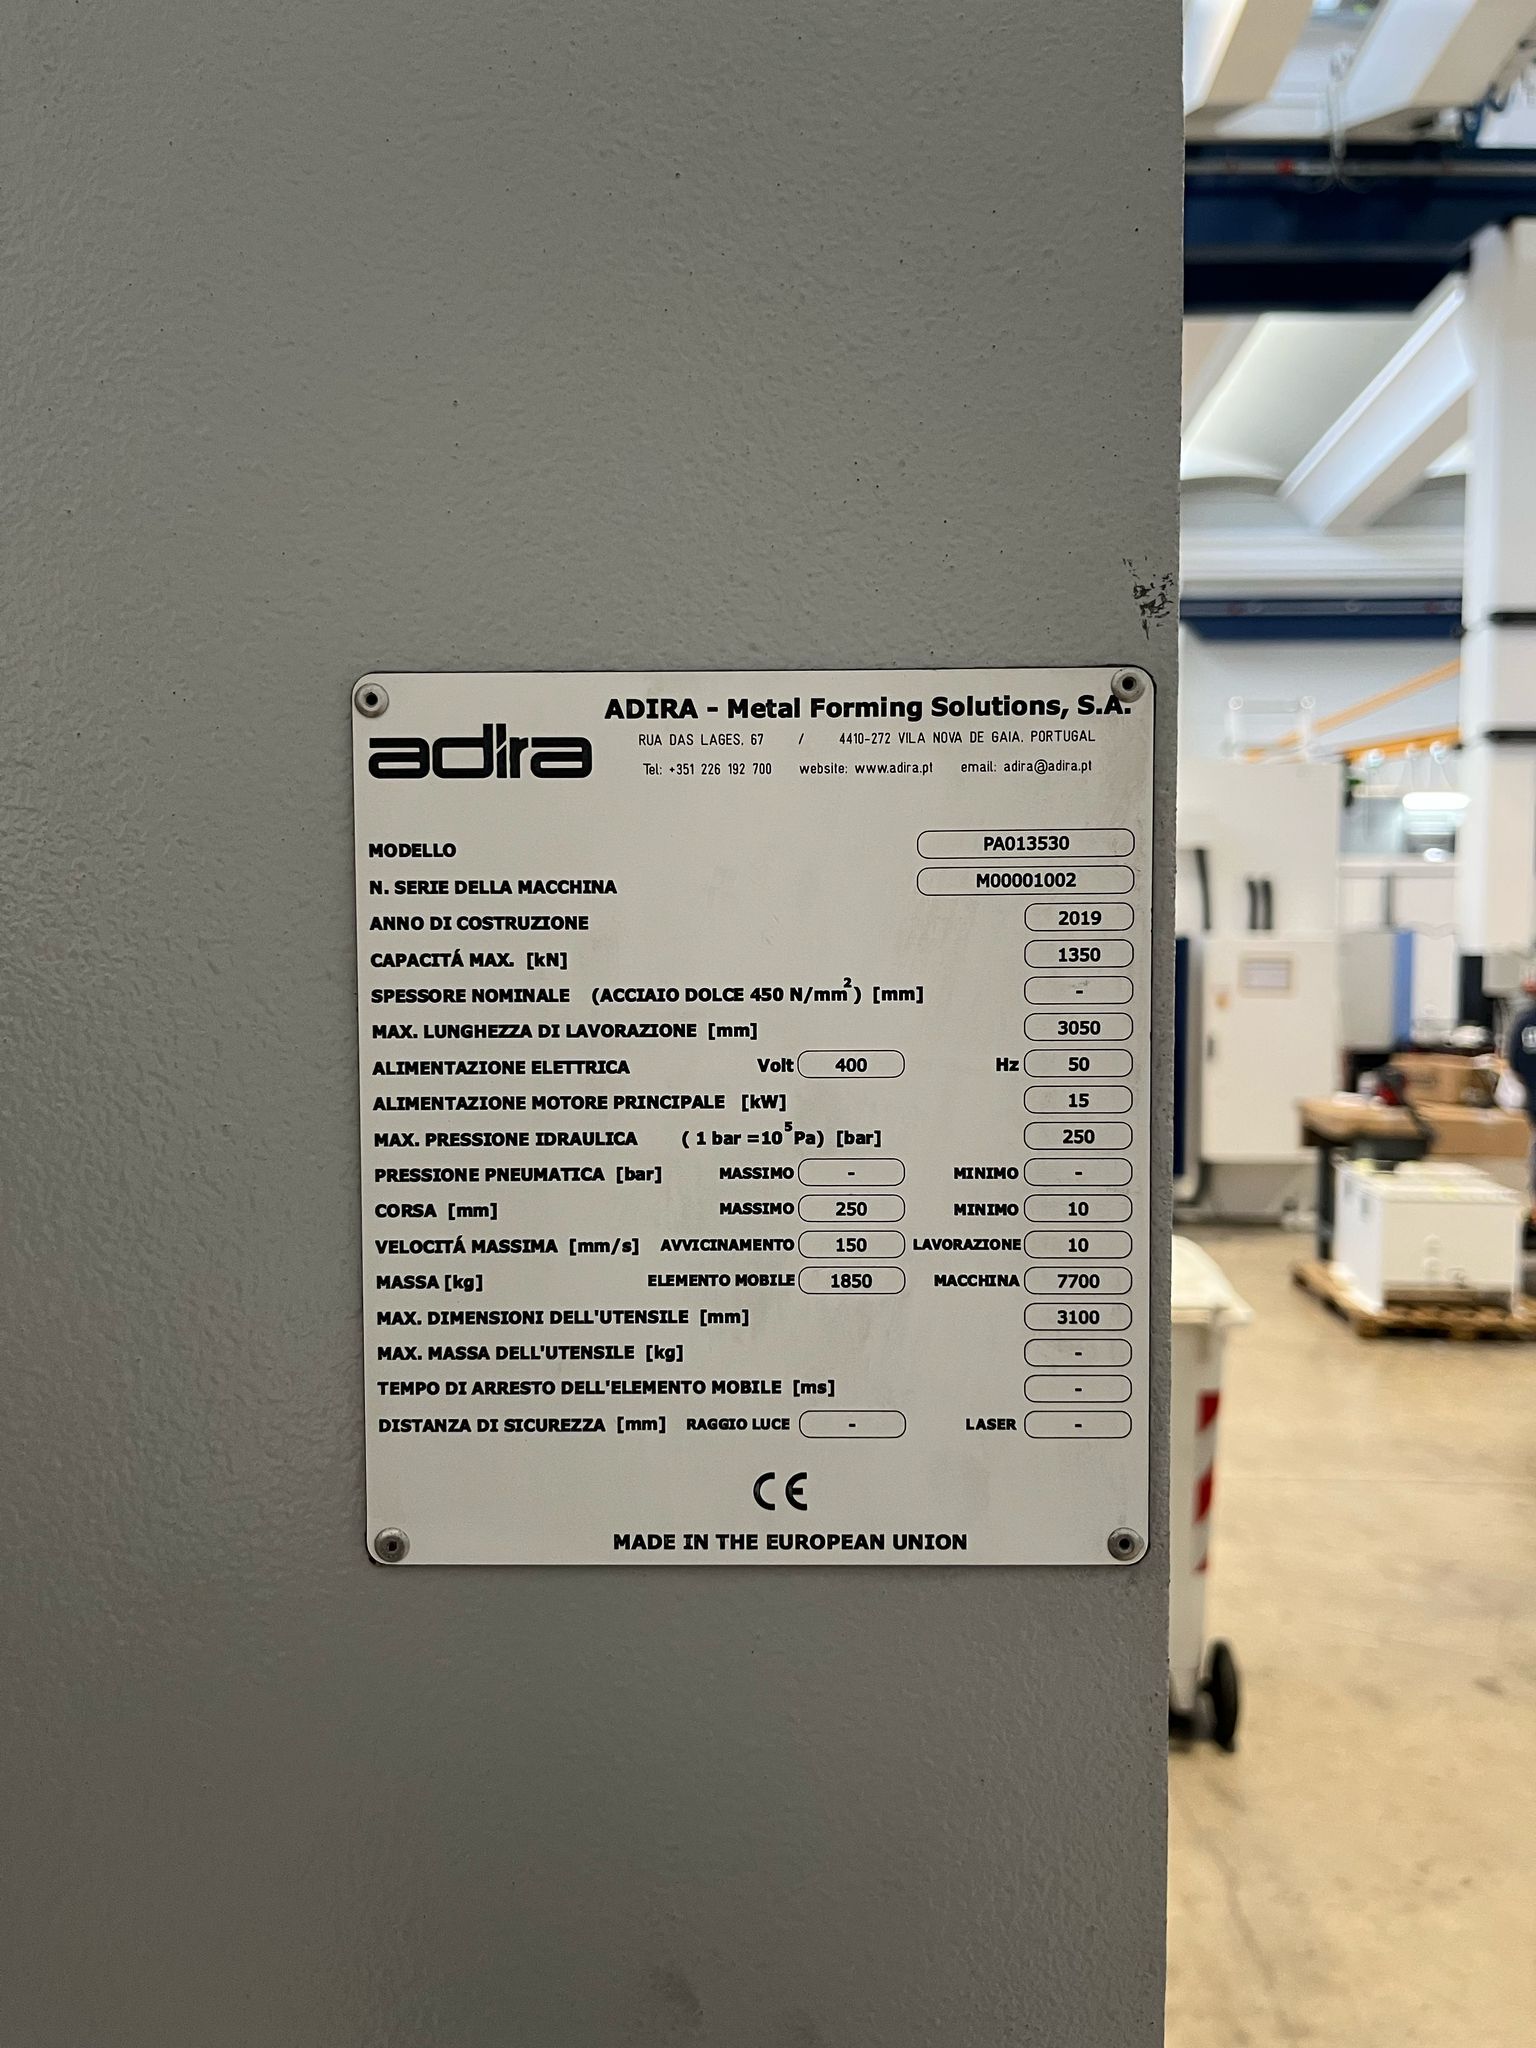 adira
ADIRA - Metal Forming Solutions, S.A.
RUA DAS LAGES, 67 / 4410-272 VILA NOVA DE GAIA. PORTUGAL
Tel: +351 226 192 700 website: www.adira.pt email: adira@adira.pt
MODELLO PA013530
N. SERIE DELLA MACCHINA M00001002
ANNO DI COSTRUZIONE 2019
CAPACITÁ MAX. [kN] 1350
SPESSORE NOMINALE (ACCIAIO DOLCE 450 N/mm²) [mm] -
MAX. LUNGHEZZA DI LAVORAZIONE [mm] 3050
ALIMENTAZIONE ELETTRICA Volt 400 Hz 50
ALIMENTAZIONE MOTORE PRINCIPALE [kW] 15
MAX. PRESSIONE IDRAULICA ( 1 bar =10⁵Pa) [bar] 250
PRESSIONE PNEUMATICA [bar] MASSIMO - MINIMO -
CORSA [mm] MASSIMO 250 MINIMO 10
VELOCITÁ MASSIMA [mm/s] AVVICINAMENTO 150 LAVORAZIONE 10
MASSA [kg] ELEMENTO MOBILE 1850 MACCHINA 7700
MAX. DIMENSIONI DELL'UTENSILE [mm] 3100
MAX. MASSA DELL'UTENSILE [kg] -
TEMPO DI ARRESTO DELL'ELEMENTO MOBILE [ms] -
DISTANZA DI SICUREZZA [mm] RAGGIO LUCE - LASER -
CE
MADE IN THE EUROPEAN UNION